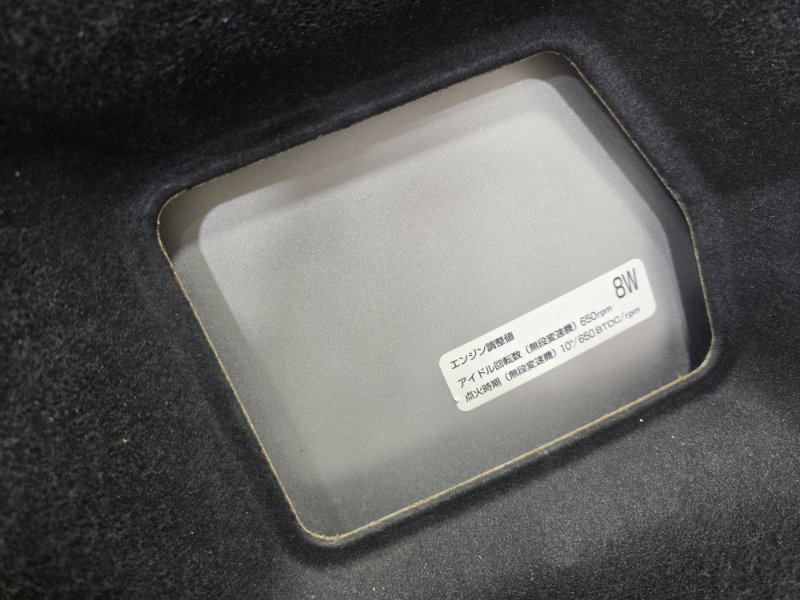 エンジン調整値 8W
アイドル回転数（無段変速機）650rpm
点火時期（無段変速機）10°/650 BTDC/rpm